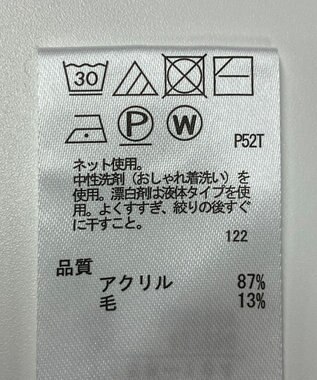 30
P W
P52T
ネット使用。
中性洗剤（おしゃれ着洗い）を
使用。漂白剤は液体タイプを使
用。よくすすぎ、絞りの後すぐ
に干すこと。
122
品質
アクリル 87%
毛 13%